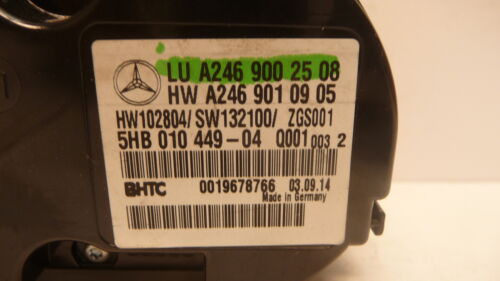 LU A246 900 25 08
HW A246 901 09 05
HW102804/SW132100/ ZGS001
5HB 010 449-04 Q001 003 2
BHTC 0019678766 03.09.14
Made in Germany